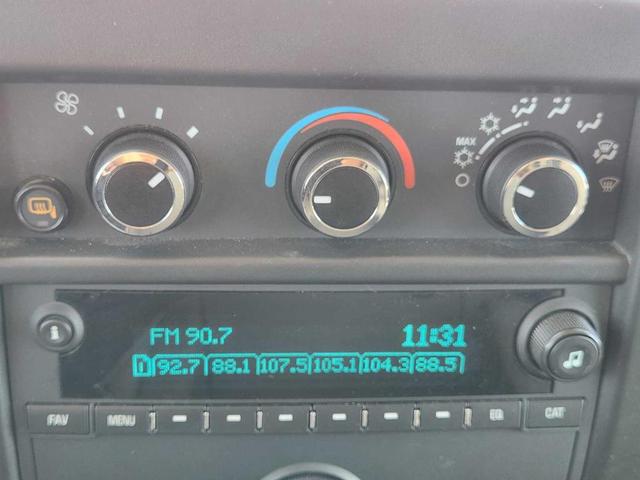 MAX
FM 90.7 11:31
1 92.7 88.1 107.5 105.1 104.3 88.5
i
FAV MENU EQ CAT